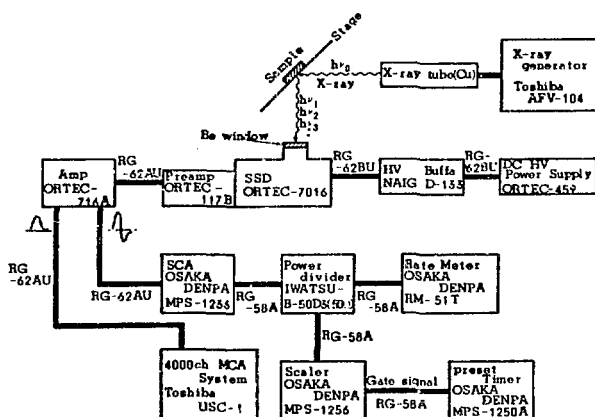 Sample
Stage
hν0
X-ray
X-ray tube(Cu)
X-ray
generator
Toshiba
AFV-104
hν1
hν2
hν3
Be window
Amp
ORTEC-
716A
RG
-62AU
Preamp
ORTEC-
117B
SSD
ORTEC-7016
RG
-62BU
HV Buffa
NAIG D-133
RG-
62BU
DC HV
Power Supply
ORTEC-459
RG
-62AU
RG-62AU
SCA
OSAKA
DENPA
MPS-1233
RG
-58A
Power
divider
IWATSU-
RG
-58A
Rate Meter
OSAKA
DENPA
RM-51T
RG-58A
4000ch MCA
System
Toshiba
USC-1
Scaler
OSAKA
DENPA
MPS-1256
Gate signal
RG-58A
preset
Timer
OSAKA
DENPA
MPS-1250A